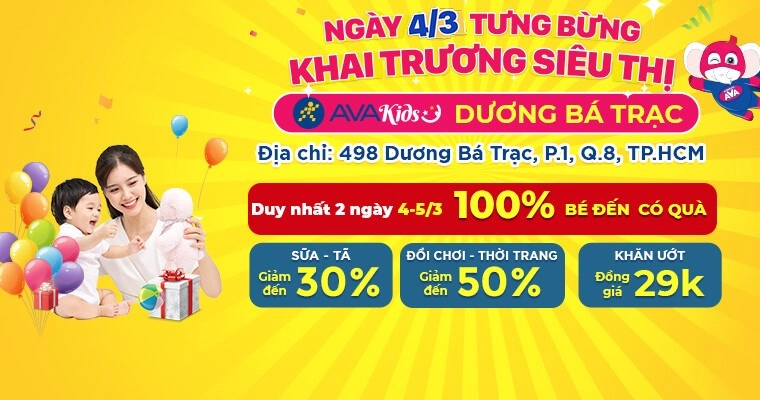 NGÀY 4/3 TƯNG BỪNG
KHAI TRƯƠNG SIÊU THỊ
AVAKids DƯƠNG BÁ TRẠC
AVA
Địa chỉ: 498 Dương Bá Trạc, P.1, Q.8, TP.HCM
Duy nhất 2 ngày 4-5/3 100% BÉ ĐẾN CÓ QUÀ
SỮA - TÃ
Giảm đến 30%
ĐỒI CHƠI - THỜI TRANG
Giảm đến 50%
KHĂN ƯỚT
Đồng giá 29k